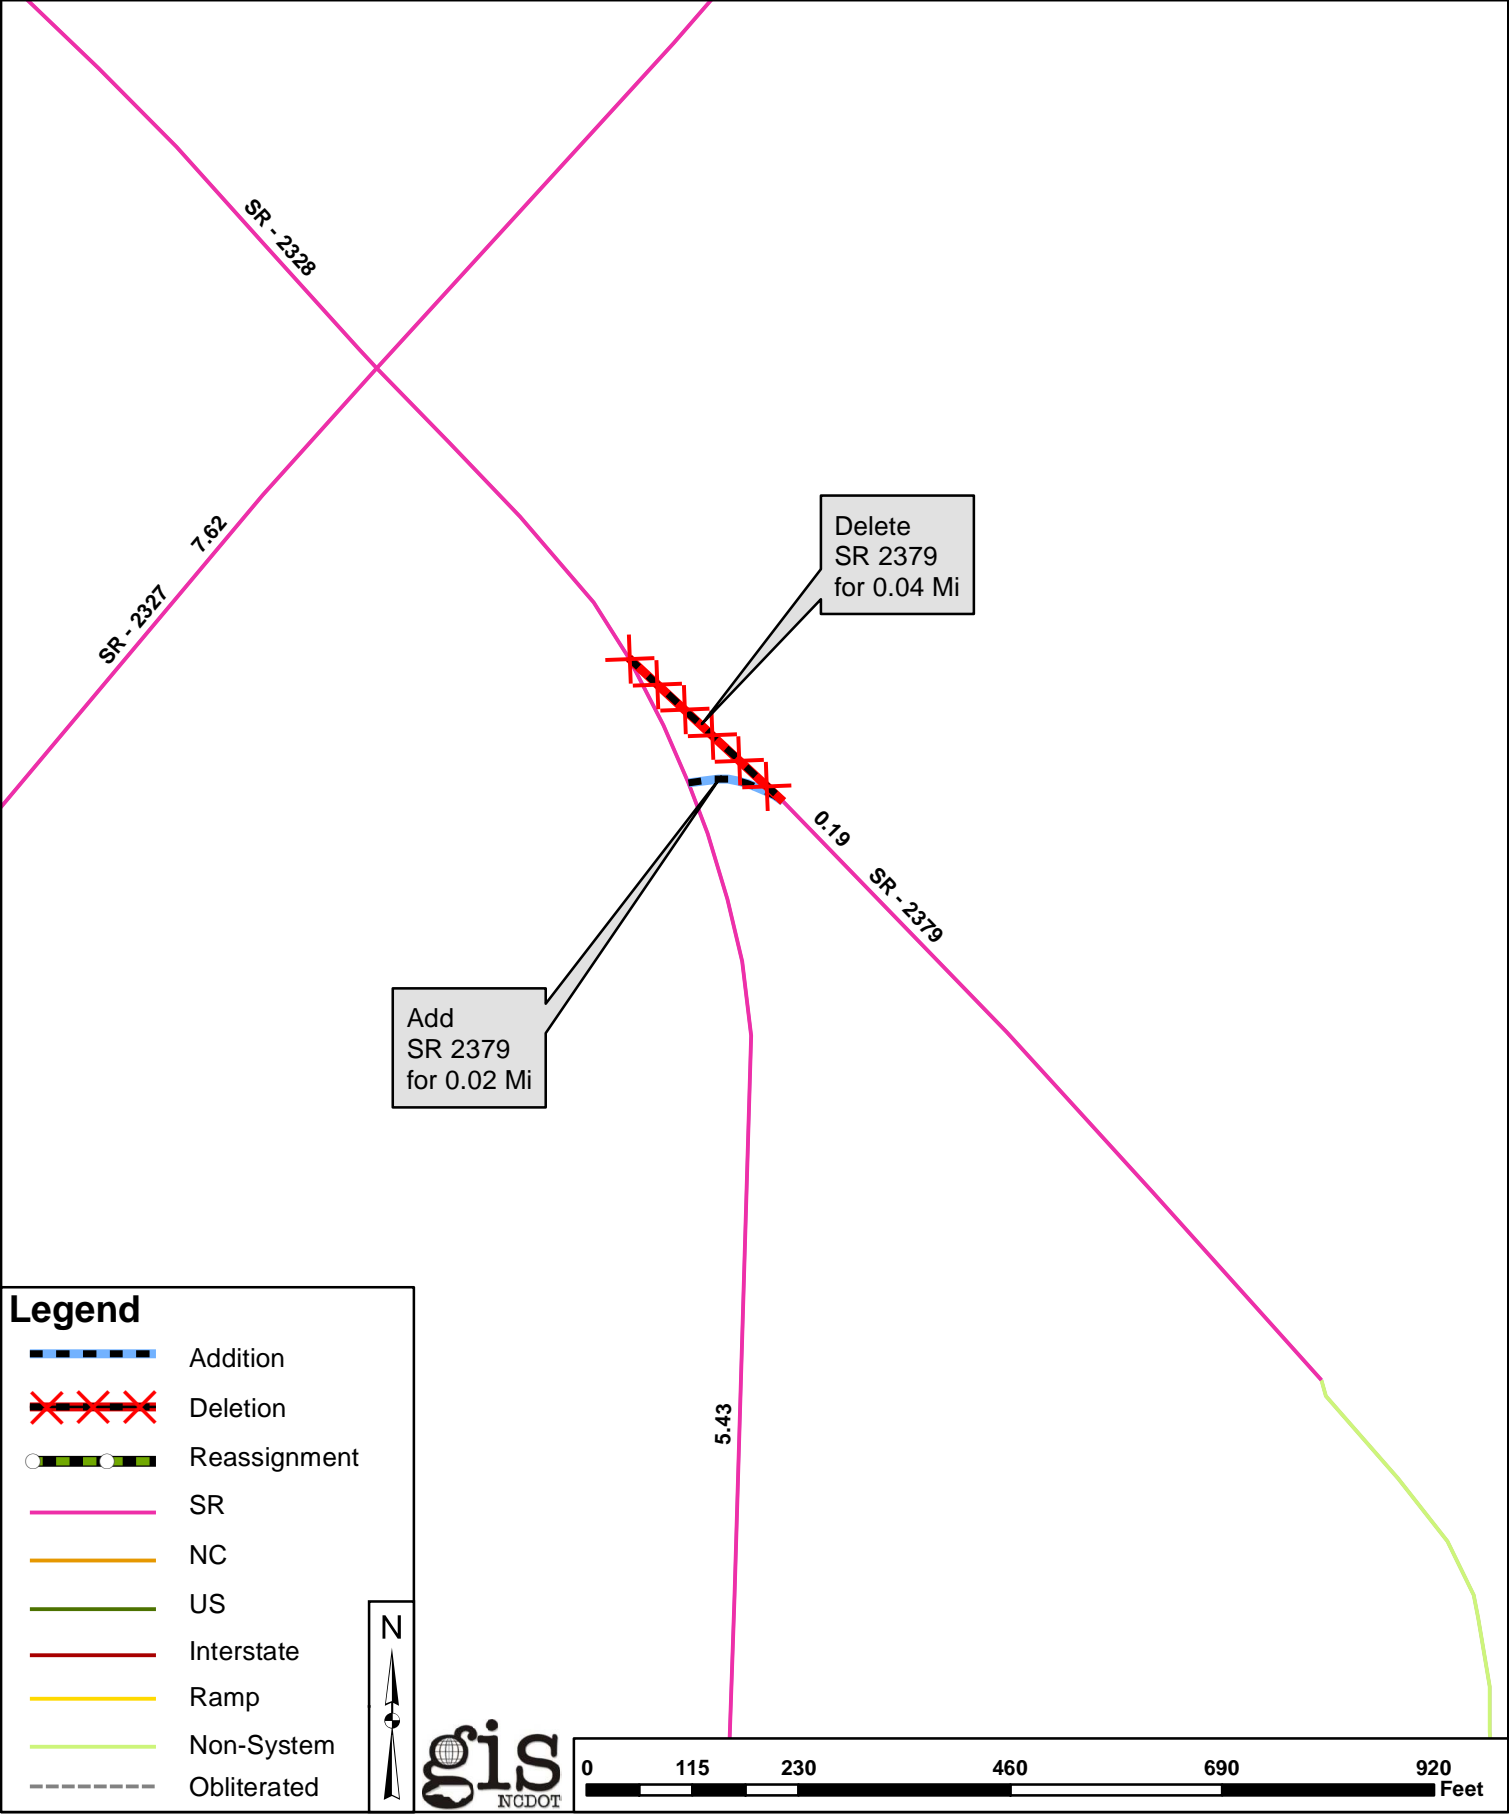 SR - 2328
7.62
SR - 2327
Delete
SR 2379
for 0.04 Mi
0.19
SR - 2379
Add
SR 2379
for 0.02 Mi
5.43
Legend
Addition
Deletion
Reassignment
SR
NC
US
Interstate
Ramp
Non-System
Obliterated
N
gis
NCDOT
0 115 230 460 690 920
Feet